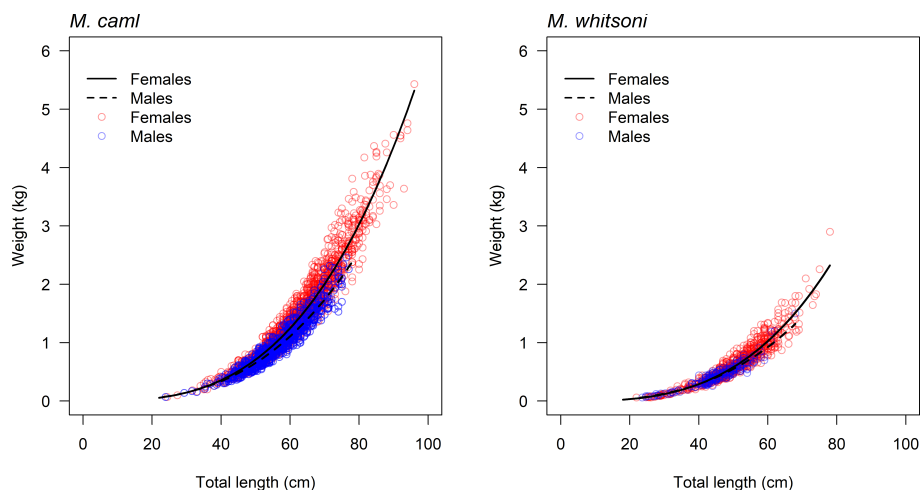 M. caml
6
5
4
3
2
1
0
Weight (kg)
Females
Males
Females
Males
0 20 40 60 80 100
Total length (cm)
M. whitsoni
6
5
4
3
2
1
0
Weight (kg)
Females
Males
Females
Males
0 20 40 60 80 100
Total length (cm)